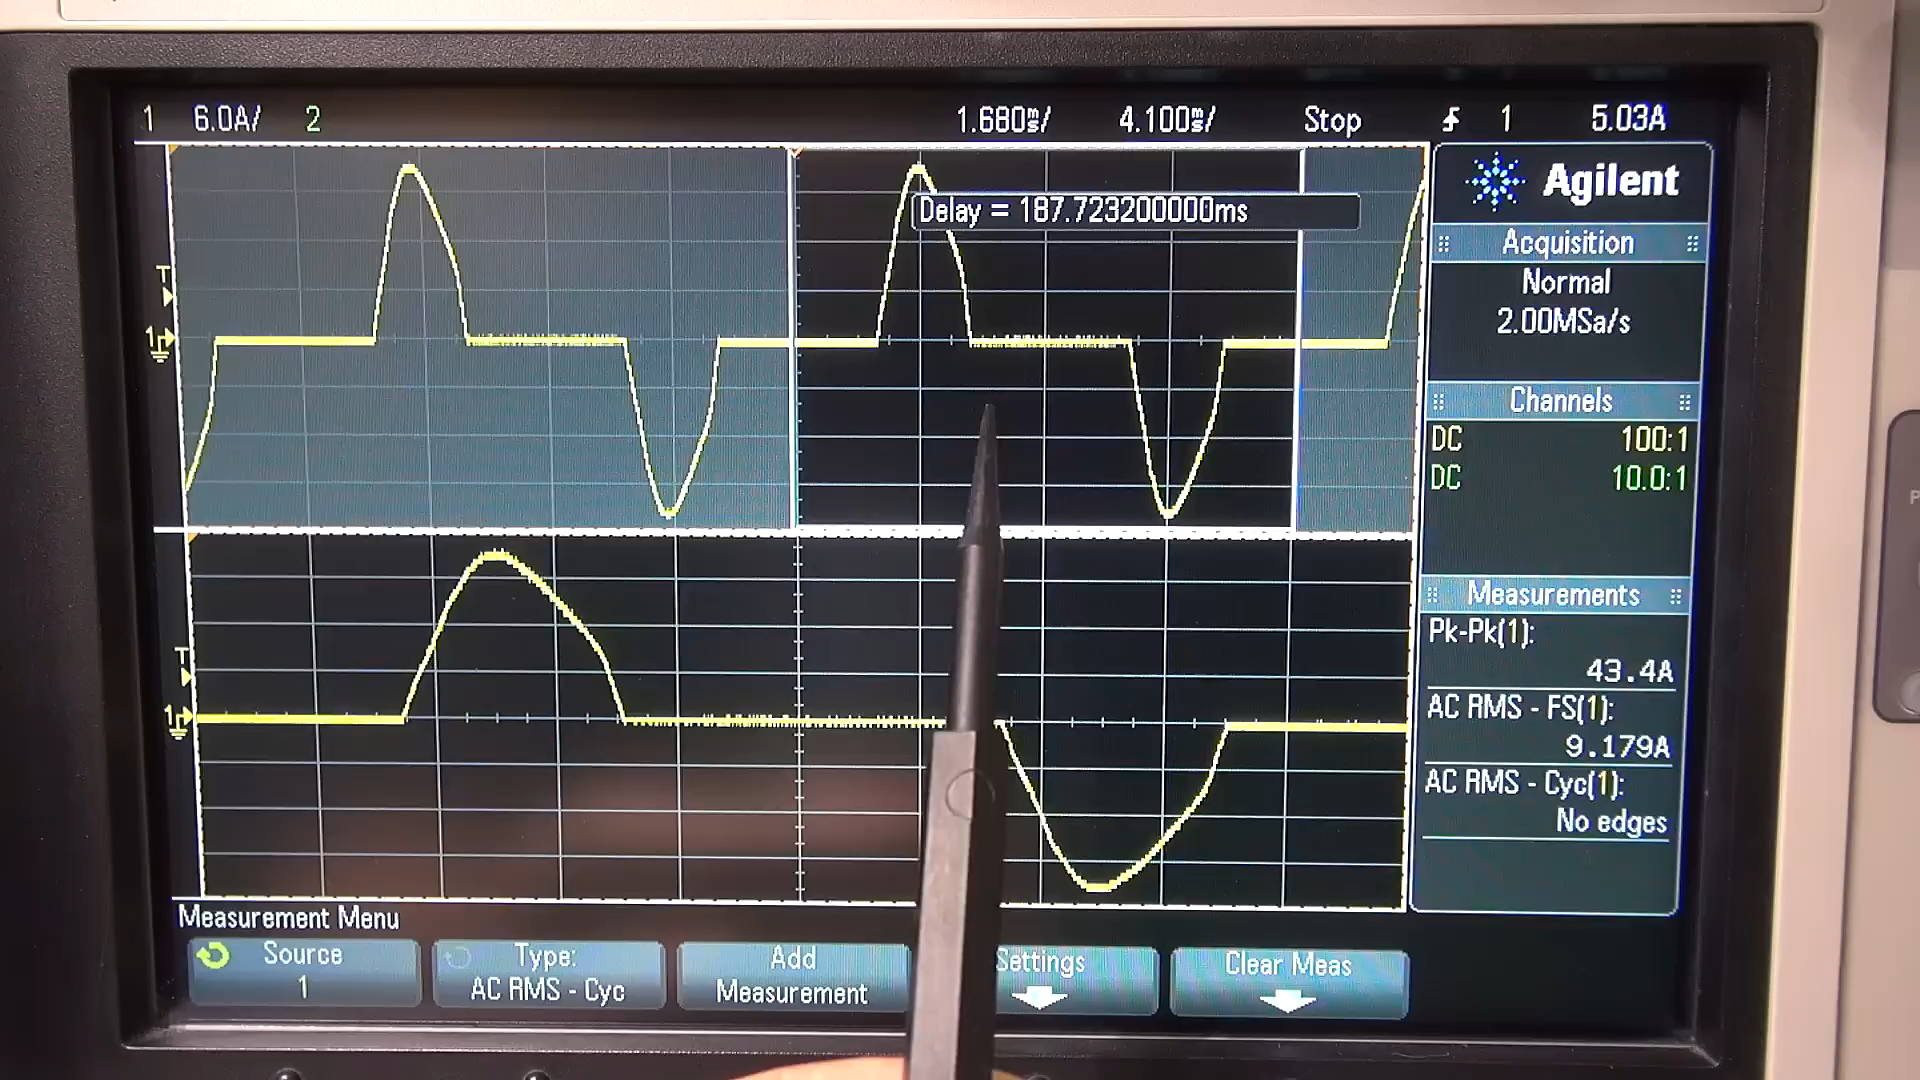 1 6.0A/ 2 1.680ms/ 4.100ms/ Stop 1 5.03A
Delay = 187.723200000ms
T
1
T
1
Agilent
Acquisition
Normal
2.00MSa/s
Channels
DC 100:1
DC 10.0:1
Measurements
Pk-Pk(1):
43.4A
AC RMS - FS(1):
9.179A
AC RMS - Cyc(1):
No edges
Measurement Menu
Source
1
Type:
AC RMS - Cyc
Add
Measurement
Settings
Clear Meas
P